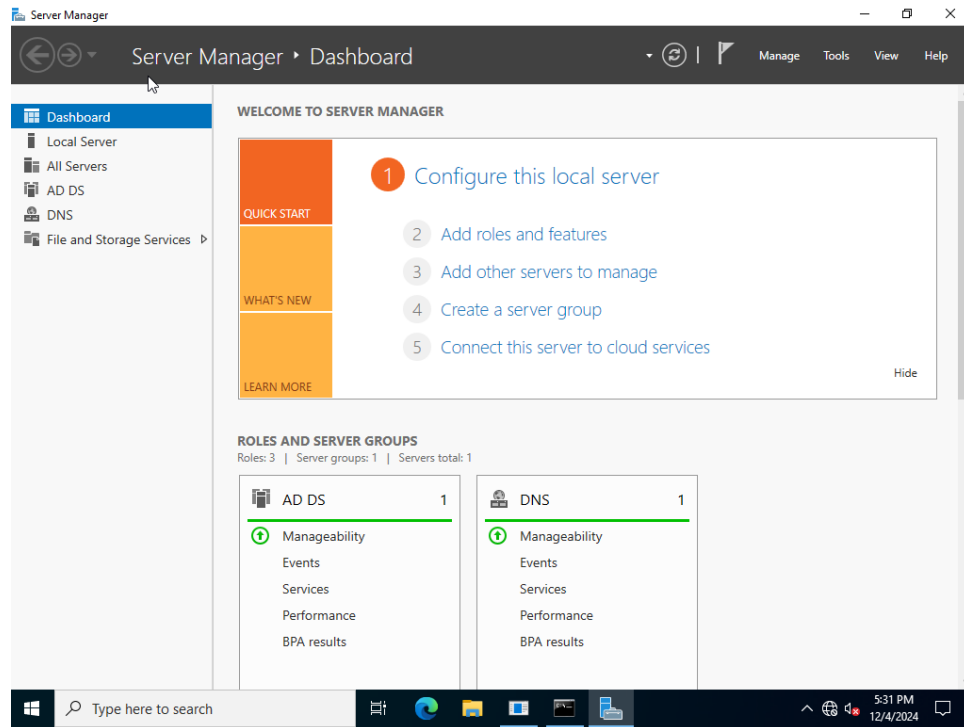 Server Manager
Server Manager ‣ Dashboard
Manage Tools View Help
Dashboard
Local Server
All Servers
AD DS
DNS
File and Storage Services
WELCOME TO SERVER MANAGER
QUICK START
WHAT'S NEW
LEARN MORE
1 Configure this local server
2 Add roles and features
3 Add other servers to manage
4 Create a server group
5 Connect this server to cloud services
Hide
ROLES AND SERVER GROUPS
Roles: 3 | Server groups: 1 | Servers total: 1
AD DS 1
Manageability
Events
Services
Performance
BPA results
DNS 1
Manageability
Events
Services
Performance
BPA results
Type here to search
5:31 PM
12/4/2024